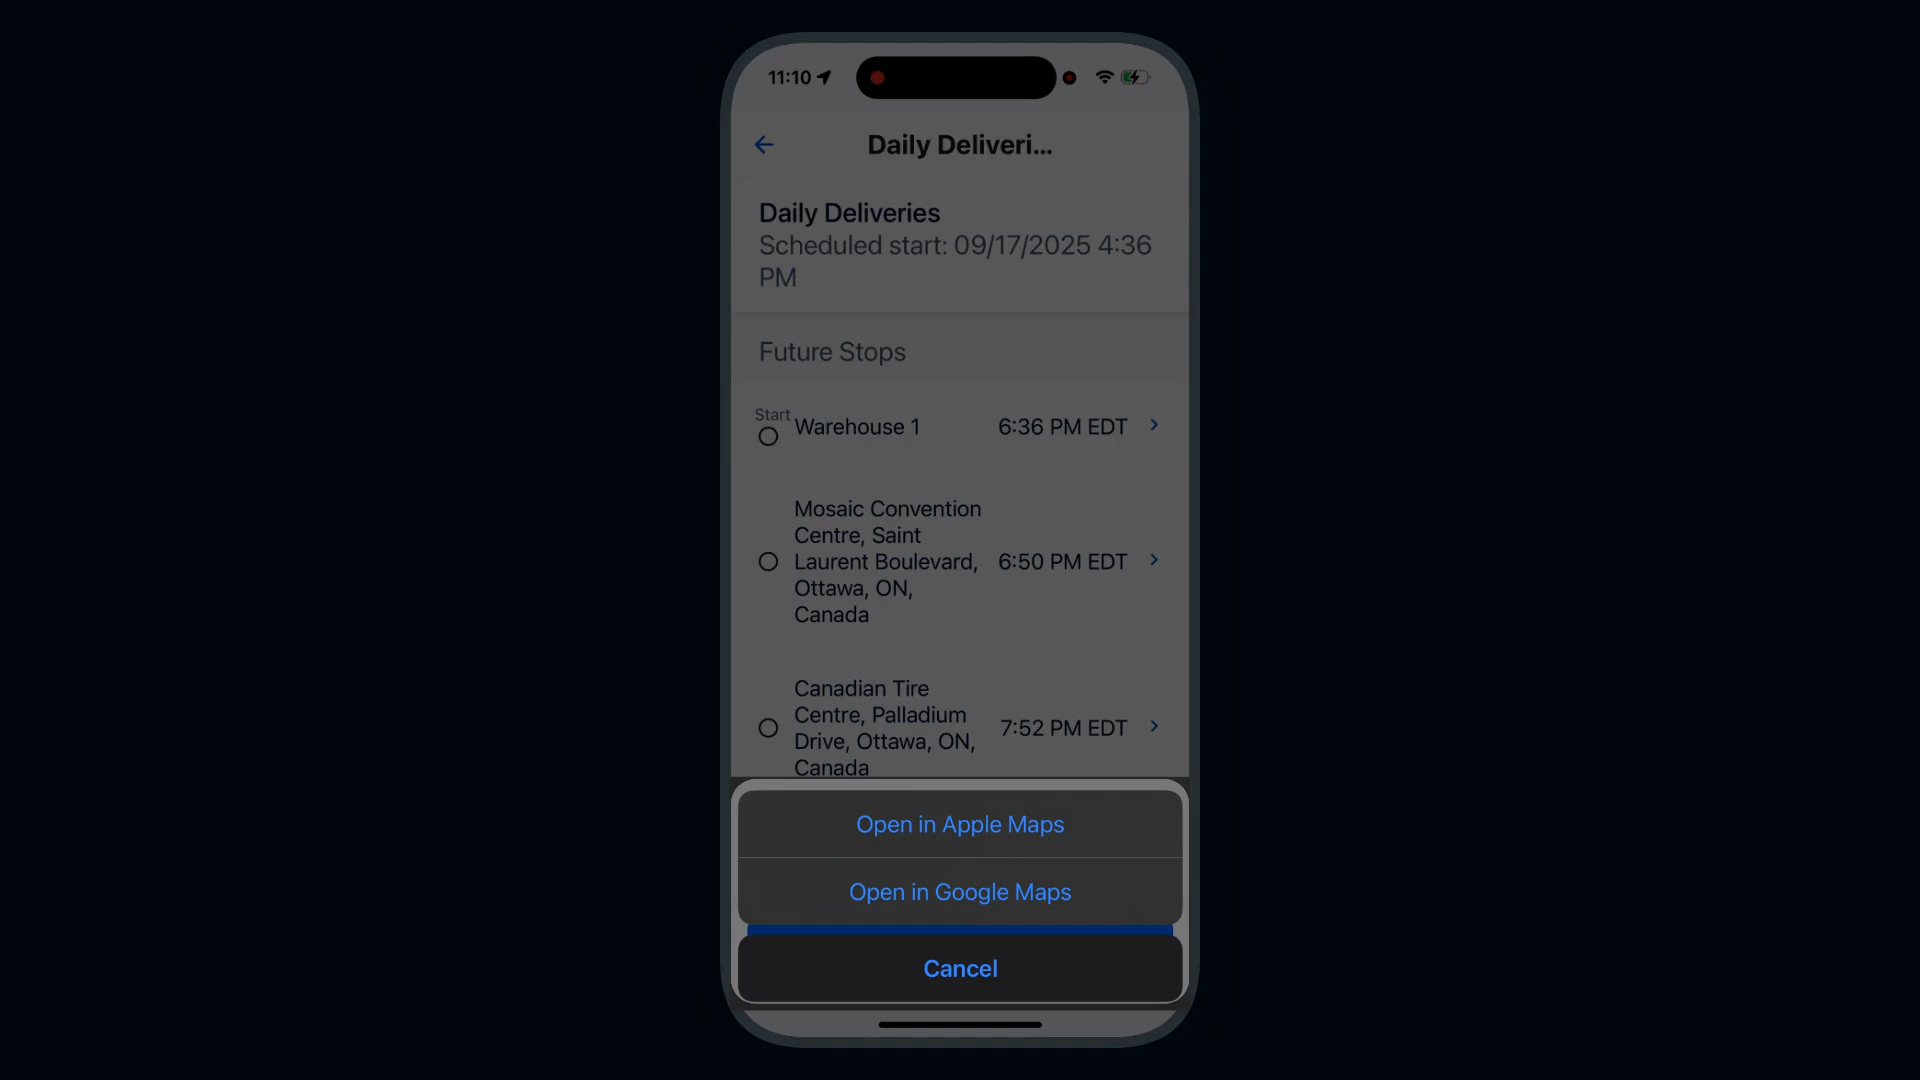 11:10
Daily Deliveri...
Daily Deliveries
Scheduled start: 09/17/2025 4:36
PM
Future Stops
Start
Warehouse 1 6:36 PM EDT
Mosaic Convention
Centre, Saint
Laurent Boulevard, 6:50 PM EDT
Ottawa, ON,
Canada
Canadian Tire
Centre, Palladium
Drive, Ottawa, ON, 7:52 PM EDT
Canada
Open in Apple Maps
Open in Google Maps
Cancel